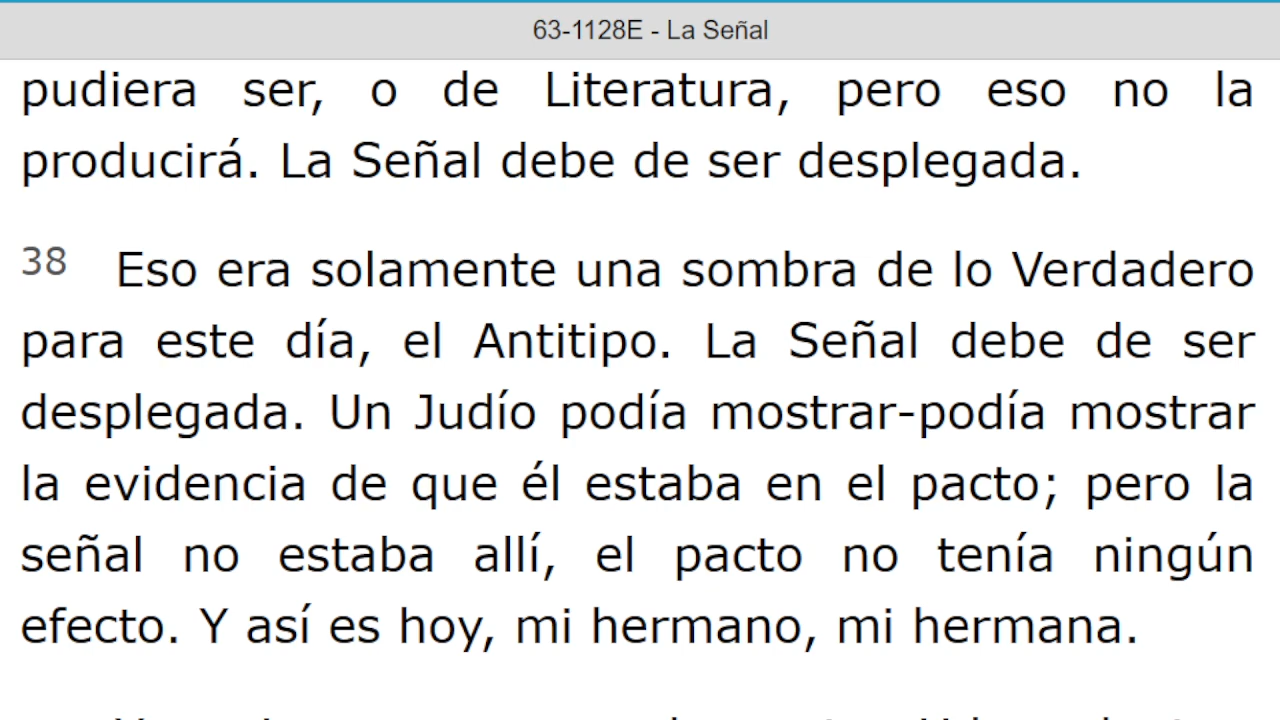 63-1128E - La Señal
pudiera ser, o de Literatura, pero eso no la
producirá. La Señal debe de ser desplegada.
38 Eso era solamente una sombra de lo Verdadero
para este día, el Antitipo. La Señal debe de ser
desplegada. Un Judío podía mostrar-podía mostrar
la evidencia de que él estaba en el pacto; pero la
señal no estaba allí, el pacto no tenía ningún
efecto. Y así es hoy, mi hermano, mi hermana.